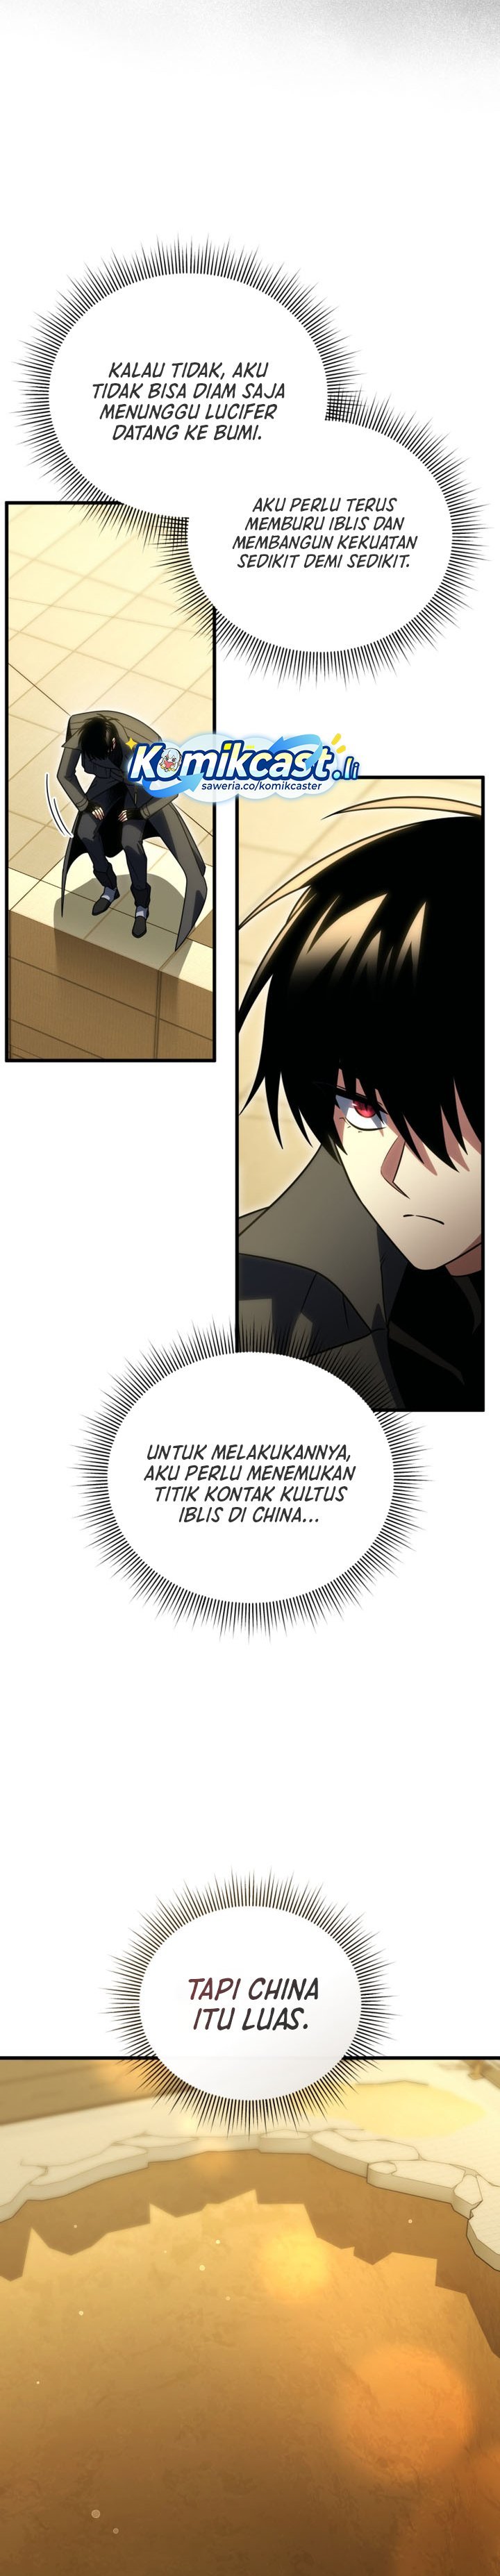 KALAU TIDAK, AKU
TIDAK BISA DIAM SAJA
MENUNGGU LUCIFER
DATANG KE BUMI.
AKU PERLU TERUS
MEMBURU IBLIS DAN
MEMBANGUN KEKUATAN
SEDIKIT DEMI SEDIKIT.
Komikcast.li
saweria.co/komikcaster
UNTUK MELAKUKANNYA,
AKU PERLU MENEMUKAN
TITIK KONTAK KULTUS
IBLIS DI CHINA...
TAPI CHINA
ITU LUAS.